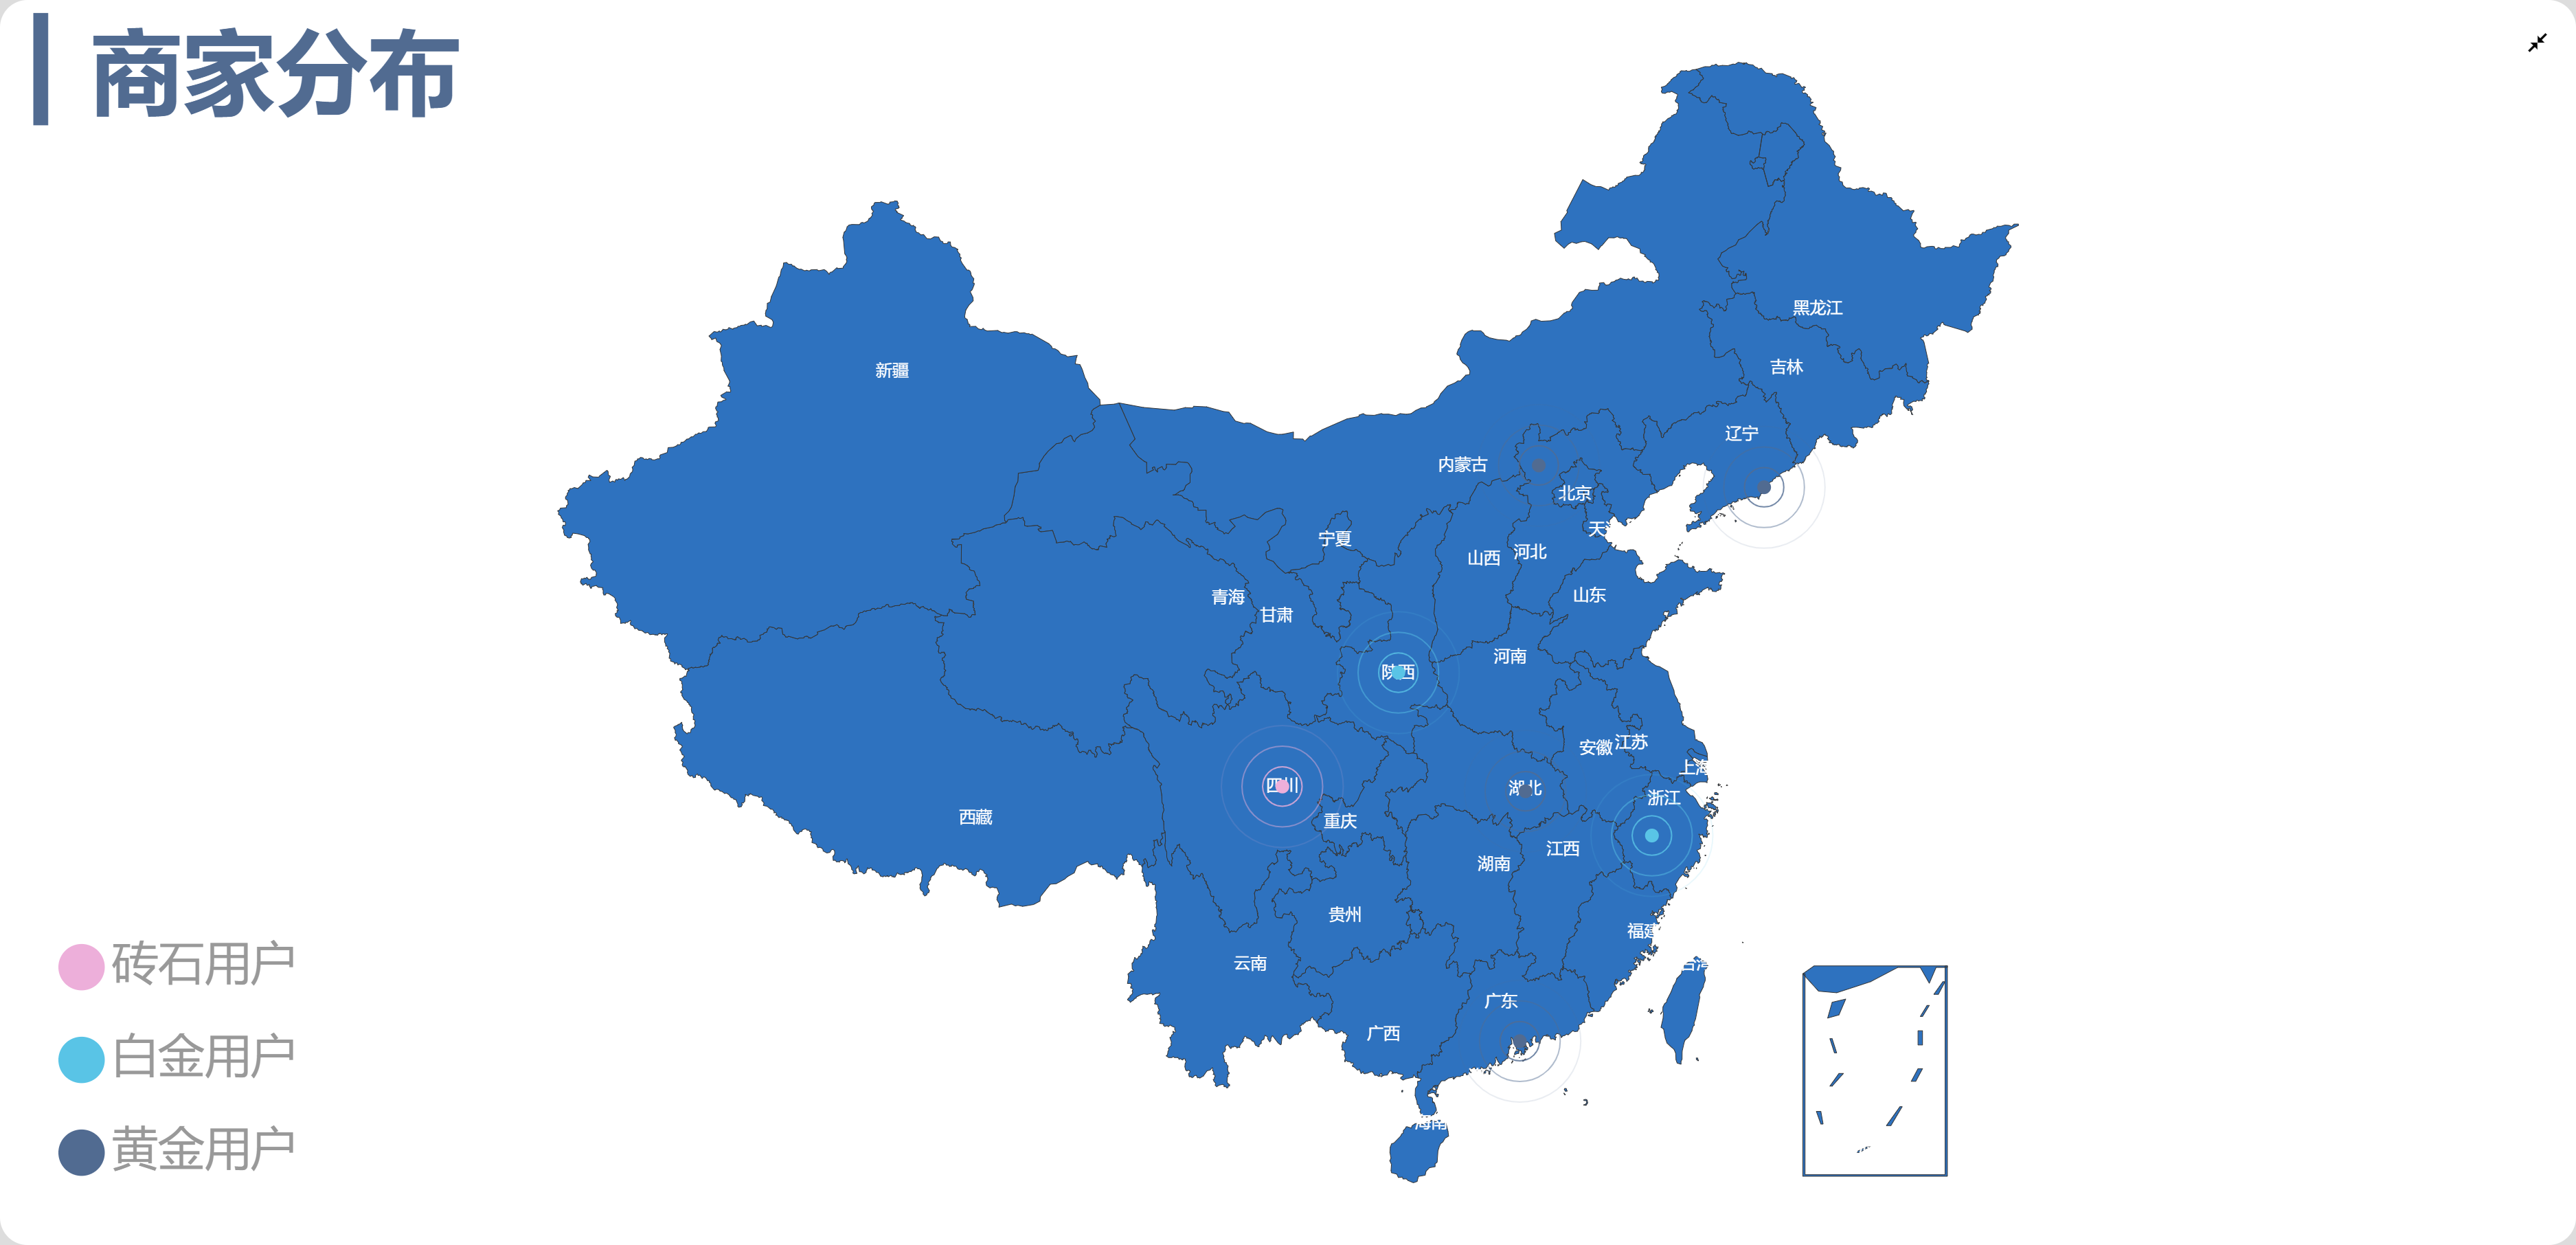 商家分布
黑龙江
吉林
新疆
辽宁
内蒙古
北京
天津
宁夏
河北
山西
山东
青海
甘肃
河南
陕西
江苏
安徽
上海
四川
湖北
浙江
西藏
重庆
江西
湖南
贵州
福建
云南
台湾
广东
广西
海南
砖石用户
白金用户
黄金用户